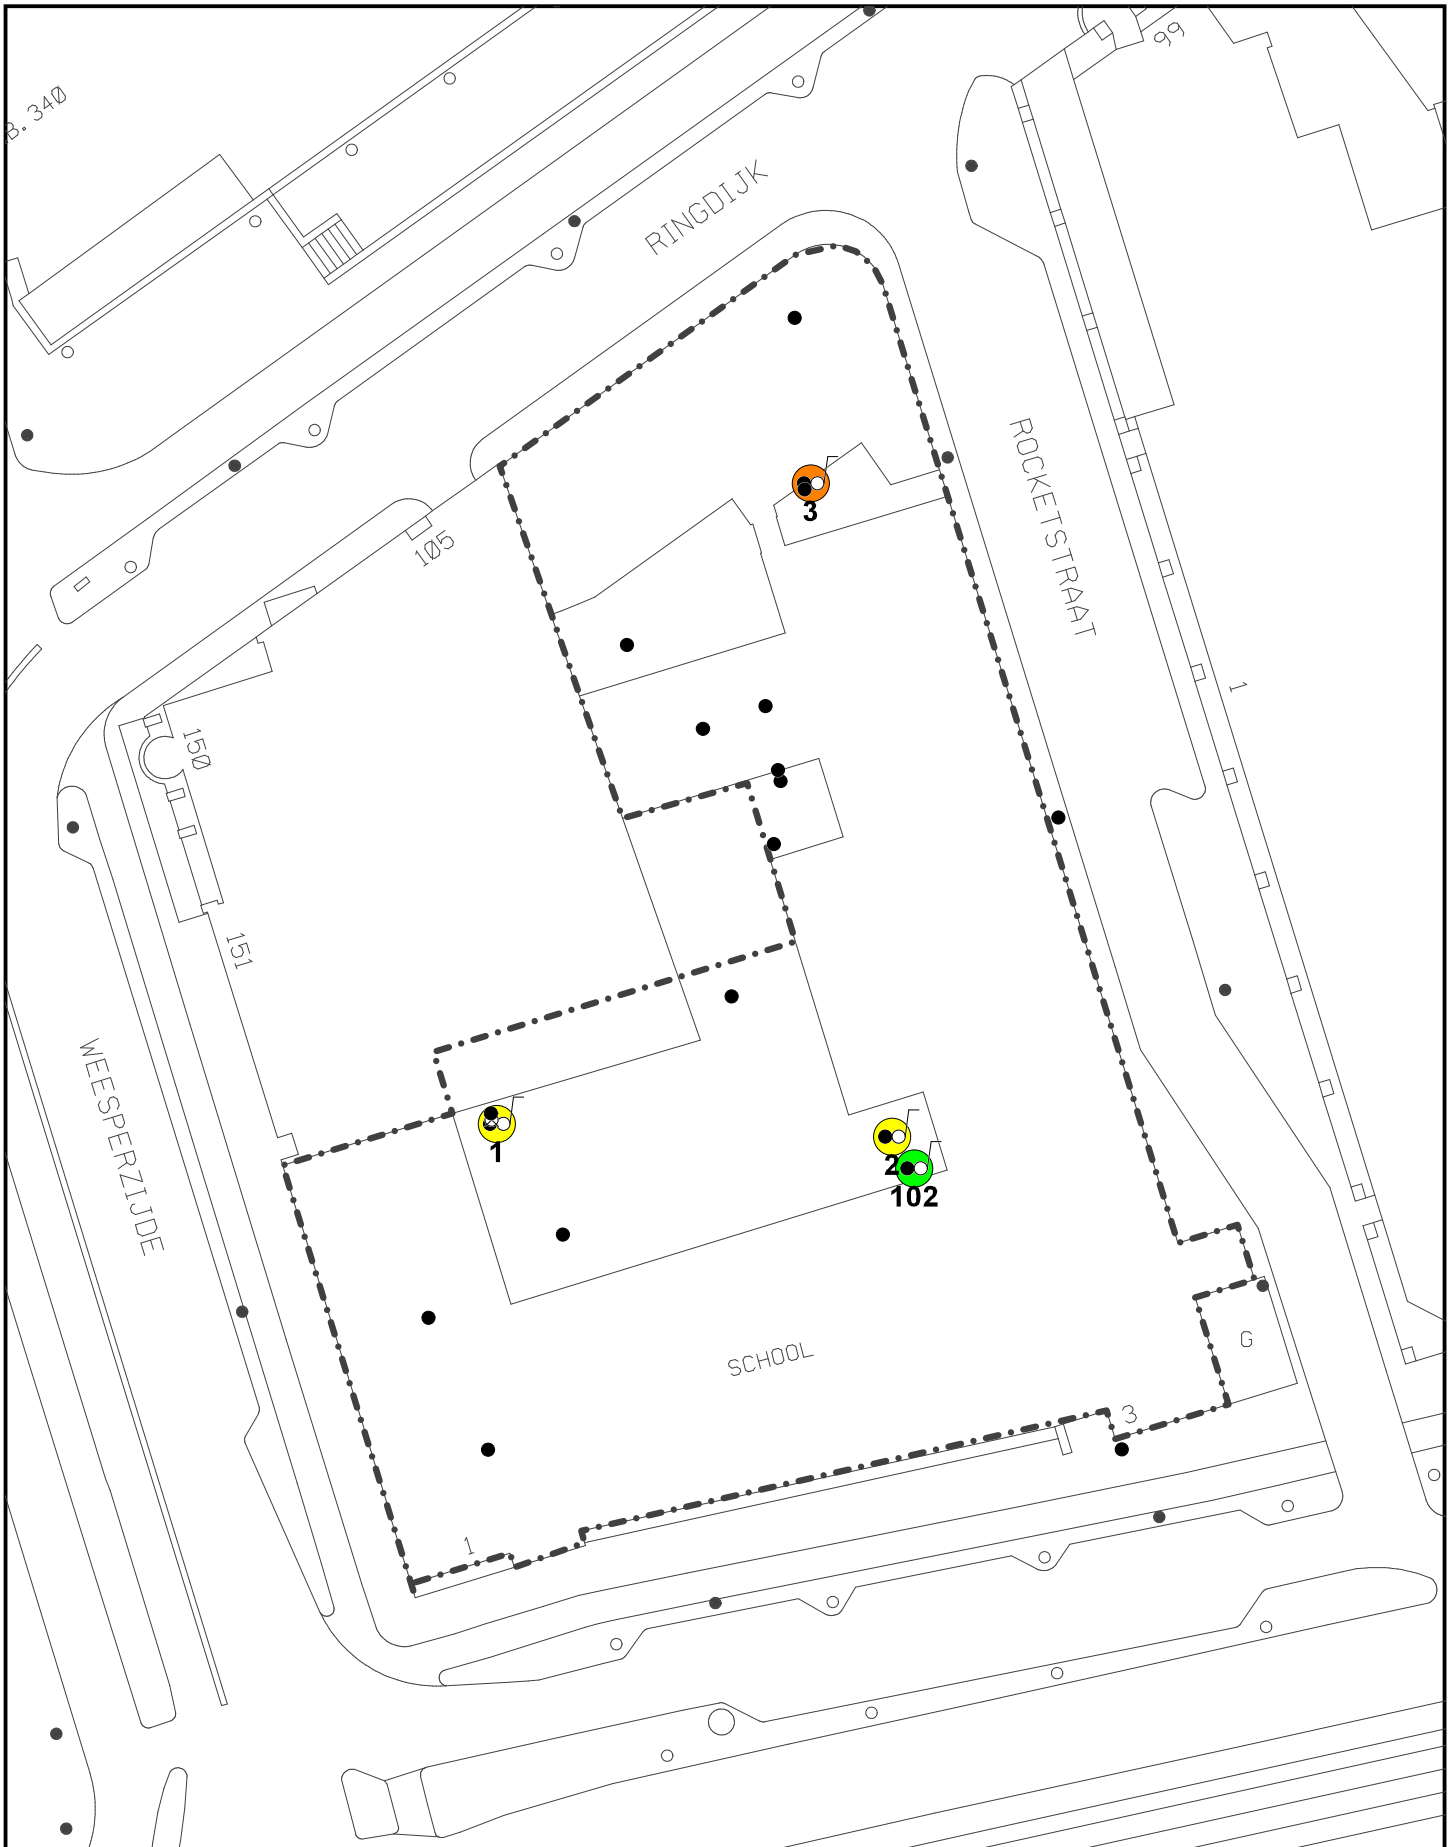 99
B.340
RINGDIJK
ROCKETSTRAAT
3
105
1
150
151
WEESPERZIJDE
1
2
102
G
SCHOOL
3
1